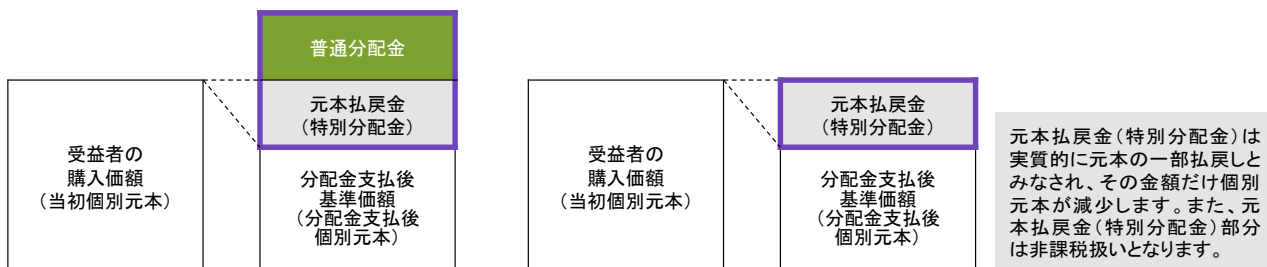 普通分配金
元本払戻金
（特別分配金）
受益者の
購入価額
（当初個別元本）
分配金支払後
基準価額
（分配金支払後
個別元本）
元本払戻金
（特別分配金）
受益者の
購入価額
（当初個別元本）
分配金支払後
基準価額
（分配金支払後
個別元本）
元本払戻金（特別分配金）は
実質的に元本の一部払戻しと
みなされ、その金額だけ個別
元本が減少します。また、元
本払戻金（特別分配金）部分
は非課税扱いとなります。